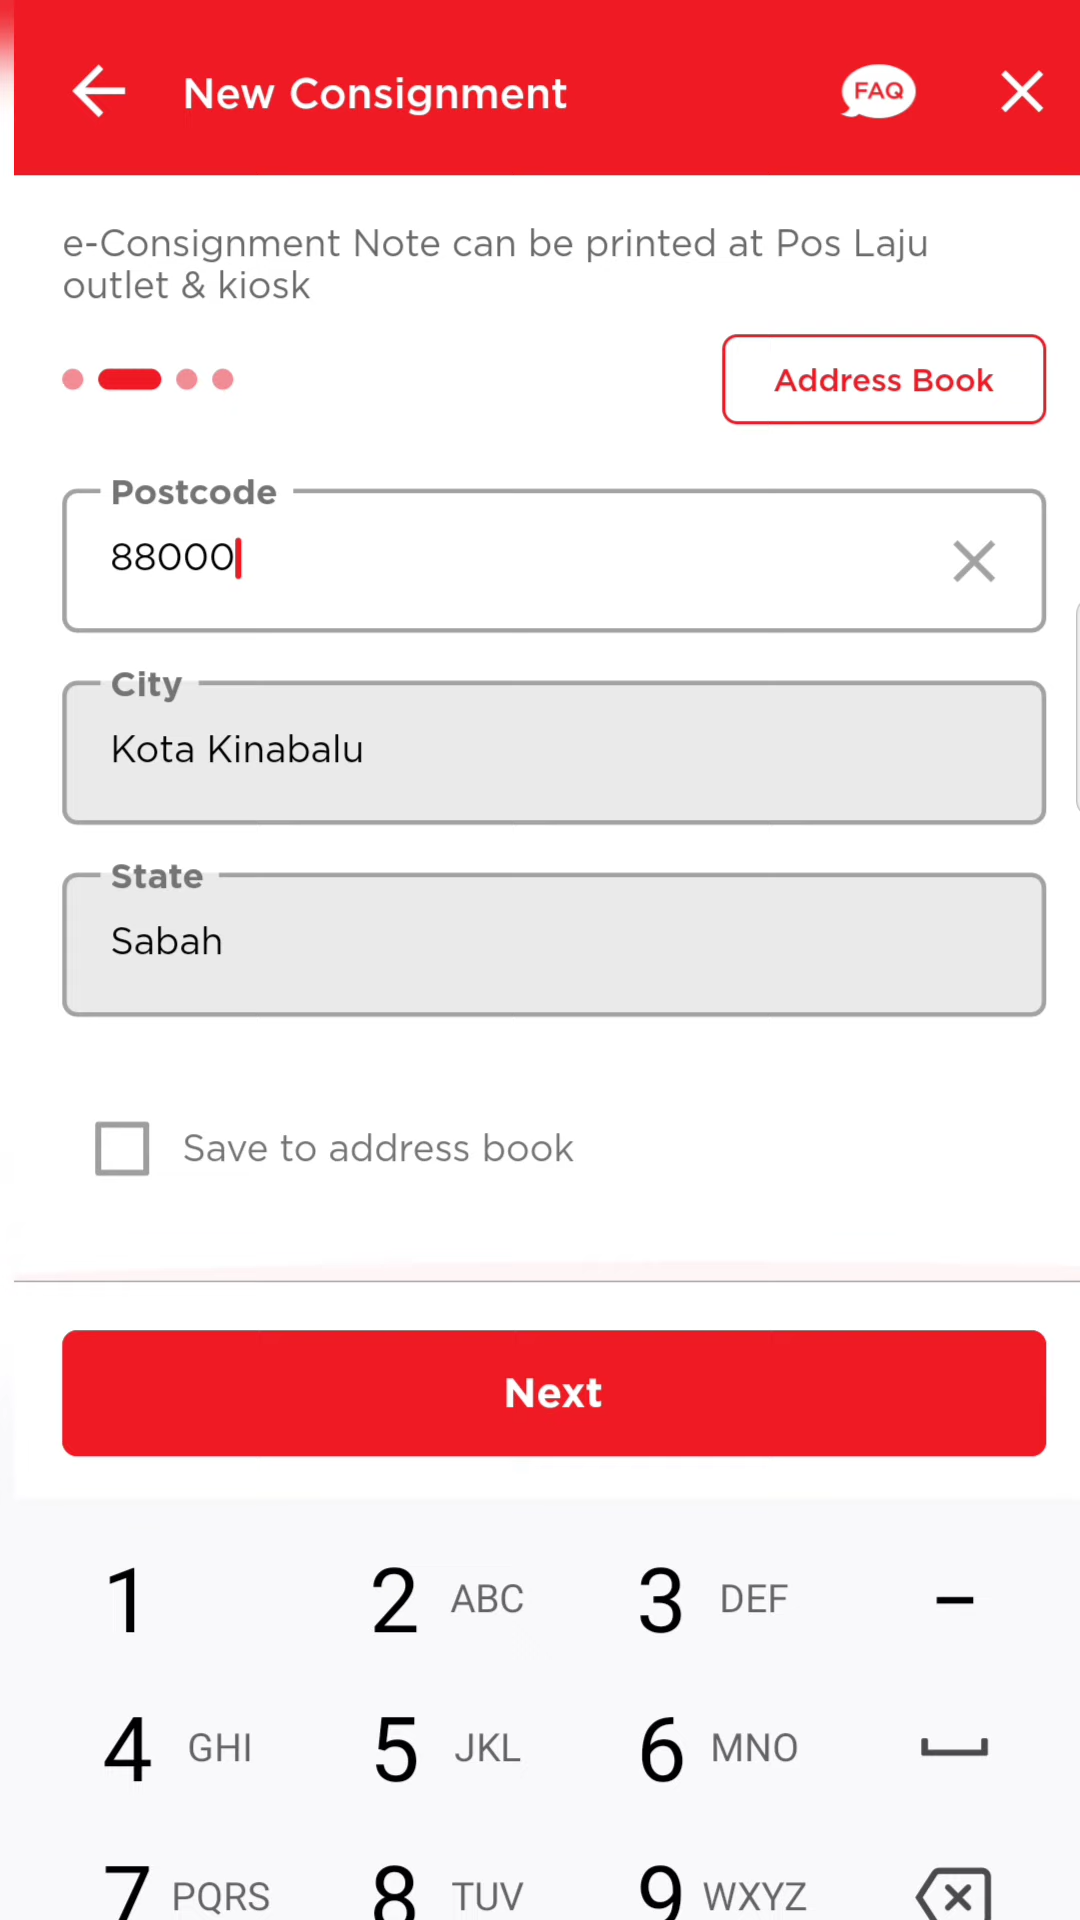 New Consignment
FAQ
e-Consignment Note can be printed at Pos Laju
outlet & kiosk
Address Book
Postcode
88000
City
Kota Kinabalu
State
Sabah
Save to address book
Next
1 2 ABC 3 DEF –
4 GHI 5 JKL 6 MNO
7 PQRS 8 TUV 9 WXYZ